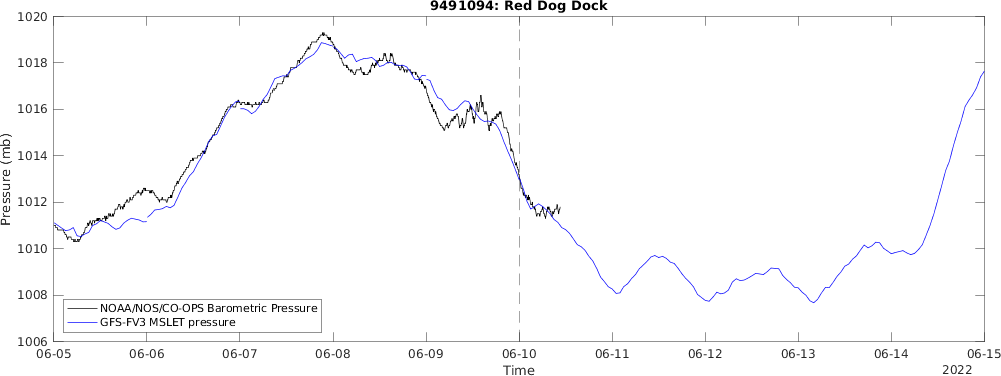 9491094: Red Dog Dock
1020
1018
1016
1014
1012
1010
1008
1006
Pressure (mb)
NOAA/NOS/CO-OPS Barometric Pressure
GFS-FV3 MSLET pressure
06-05 06-06 06-07 06-08 06-09 06-10 06-11 06-12 06-13 06-14 06-15
Time
2022